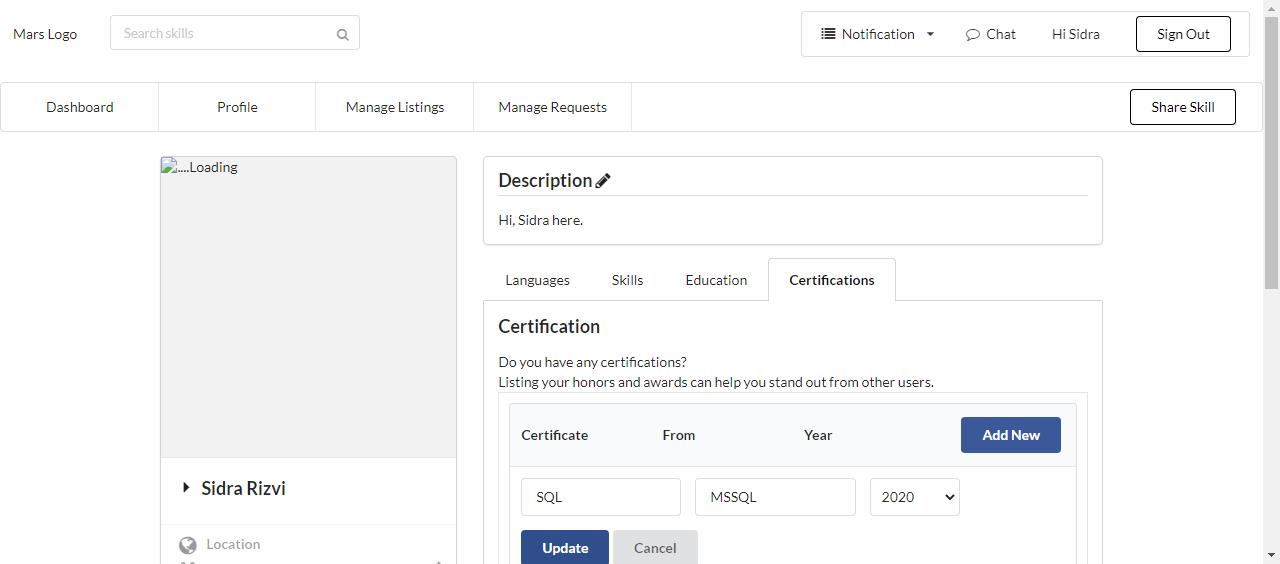 Mars Logo
Search skills
Notification
Chat
Hi Sidra
Sign Out
Dashboard
Profile
Manage Listings
Manage Requests
Share Skill
....Loading
Sidra Rizvi
Location
Description
Hi, Sidra here.
Languages
Skills
Education
Certifications
Certification
Do you have any certifications?
Listing your honors and awards can help you stand out from other users.
Certificate From Year Add New
SQL MSSQL 2020
Update Cancel